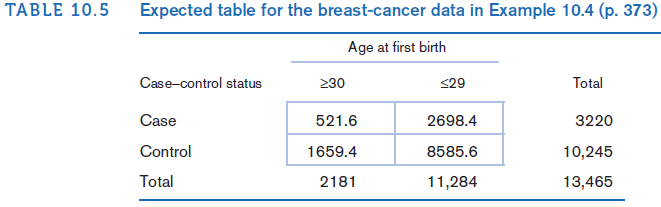 TABLE 10.5 Expected table for the breast-cancer data in Example 10.4 (p. 373)
Age at first birth
Case–control status ≥30 ≤29 Total
Case 521.6 2698.4 3220
Control 1659.4 8585.6 10,245
Total 2181 11,284 13,465